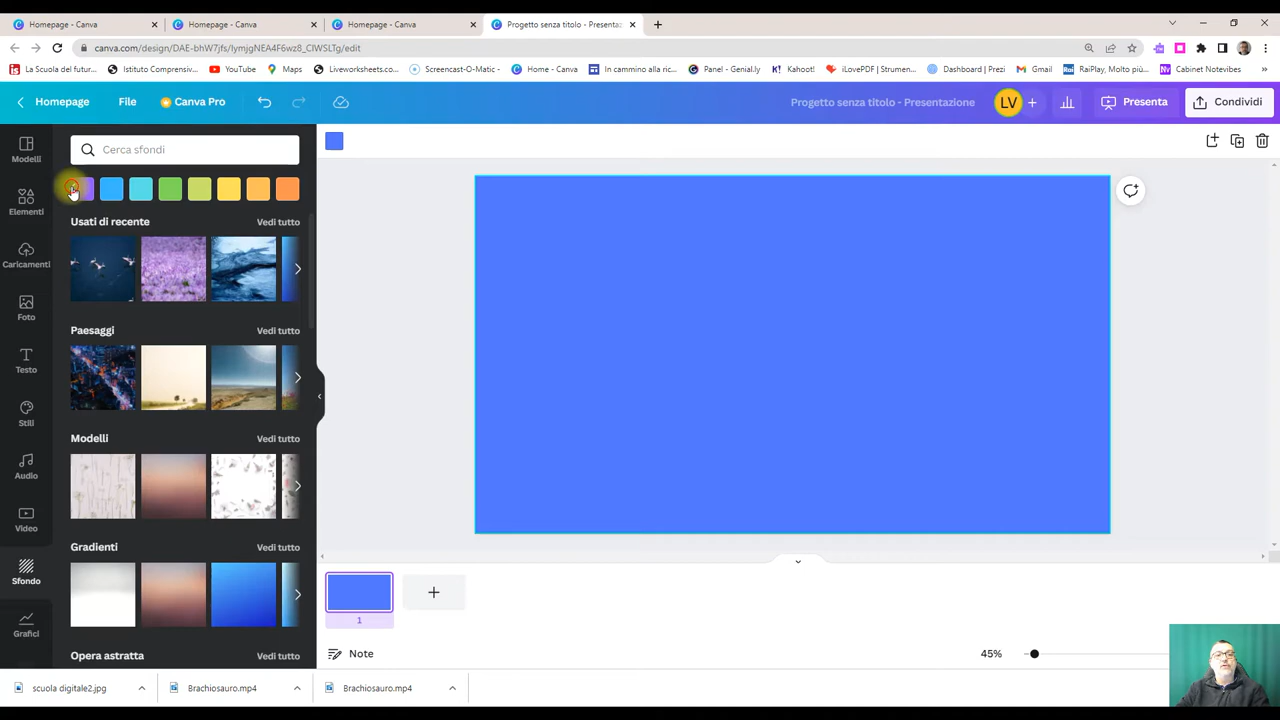 Homepage - Canva
Homepage - Canva
Homepage - Canva
Progetto senza titolo - Presentaz
canva.com/design/DAE-bhW7jfs/IymjgNEA4F6wz8_CIWSLTg/edit
La Scuola del futur...
Istituto Comprensiv...
YouTube
Maps
Liveworksheets.co...
Screencast-O-Matic -
Home - Canva
In cammino alla ric...
Panel - Genial.ly
Kahoot!
iLovePDF | Strumen...
Dashboard | Prezi
Gmail
RaiPlay, Molto più...
Cabinet Notevibes
Homepage
File
Canva Pro
Progetto senza titolo - Presentazione
LV
Presenta
Condividi
Modelli
Elementi
Caricamenti
Foto
Testo
Stili
Audio
Video
Sfondo
Grafici
Cerca sfondi
Usati di recente
Vedi tutto
Paesaggi
Vedi tutto
Modelli
Vedi tutto
Gradienti
Vedi tutto
Opera astratta
Vedi tutto
1
Note
45%
scuola digitale2.jpg
Brachiosauro.mp4
Brachiosauro.mp4